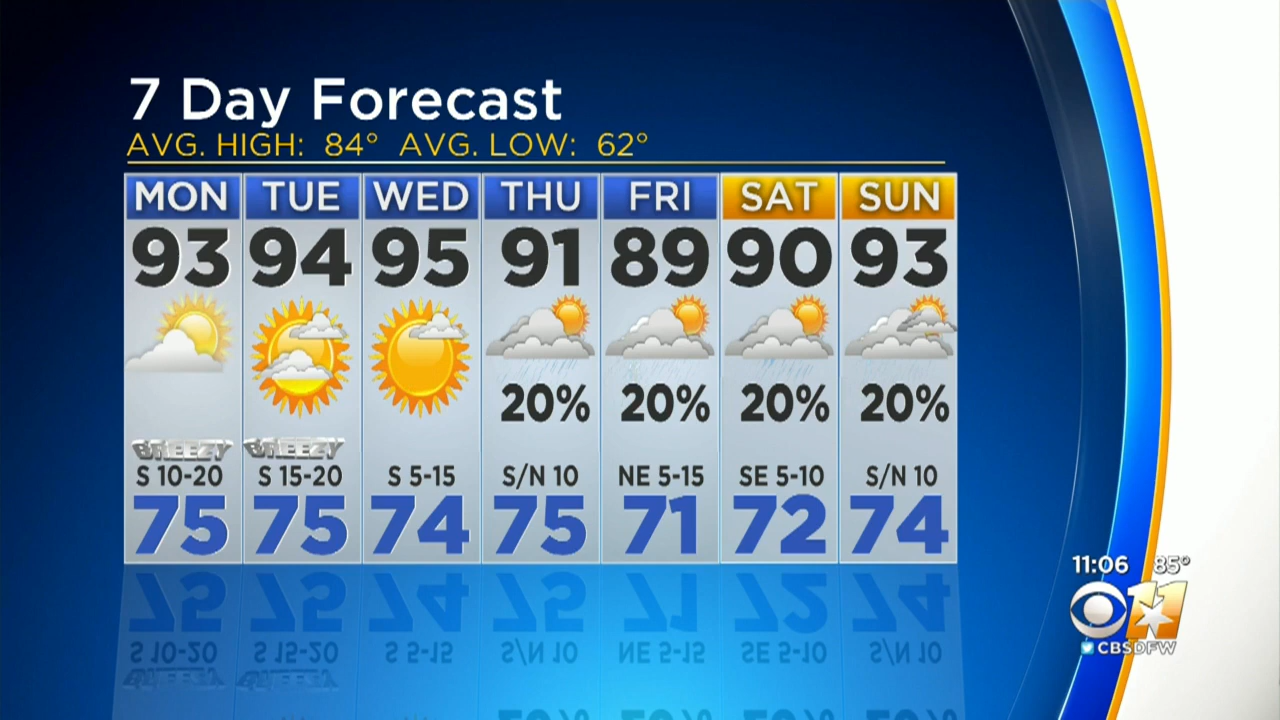 7 Day Forecast
AVG. HIGH: 84° AVG. LOW: 62°
MON TUE WED THU FRI SAT SUN
93 94 95 91 89 90 93
20% 20% 20% 20%
BREEZY BREEZY
S 10-20 S 15-20 S 5-15 S/N 10 NE 5-15 SE 5-10 S/N 10
75 75 74 75 71 72 74
11:06 85°
11
CBSDFW